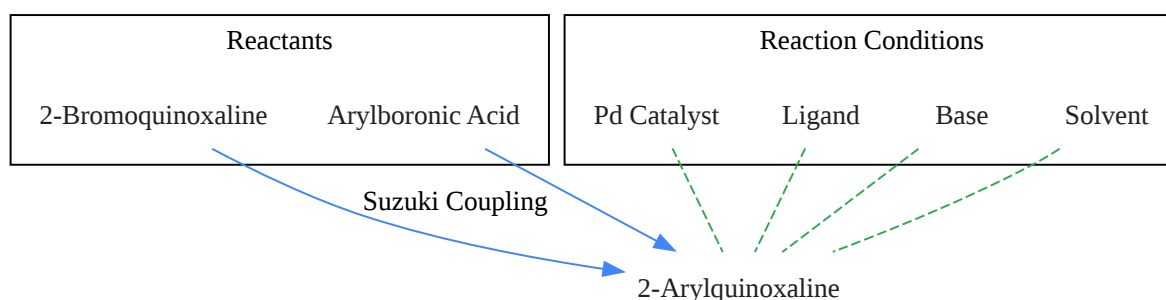 Reactants
Reaction Conditions
2-Bromoquinoxaline
Arylboronic Acid
Pd Catalyst
Ligand
Base
Solvent
Suzuki Coupling
2-Arylquinoxaline